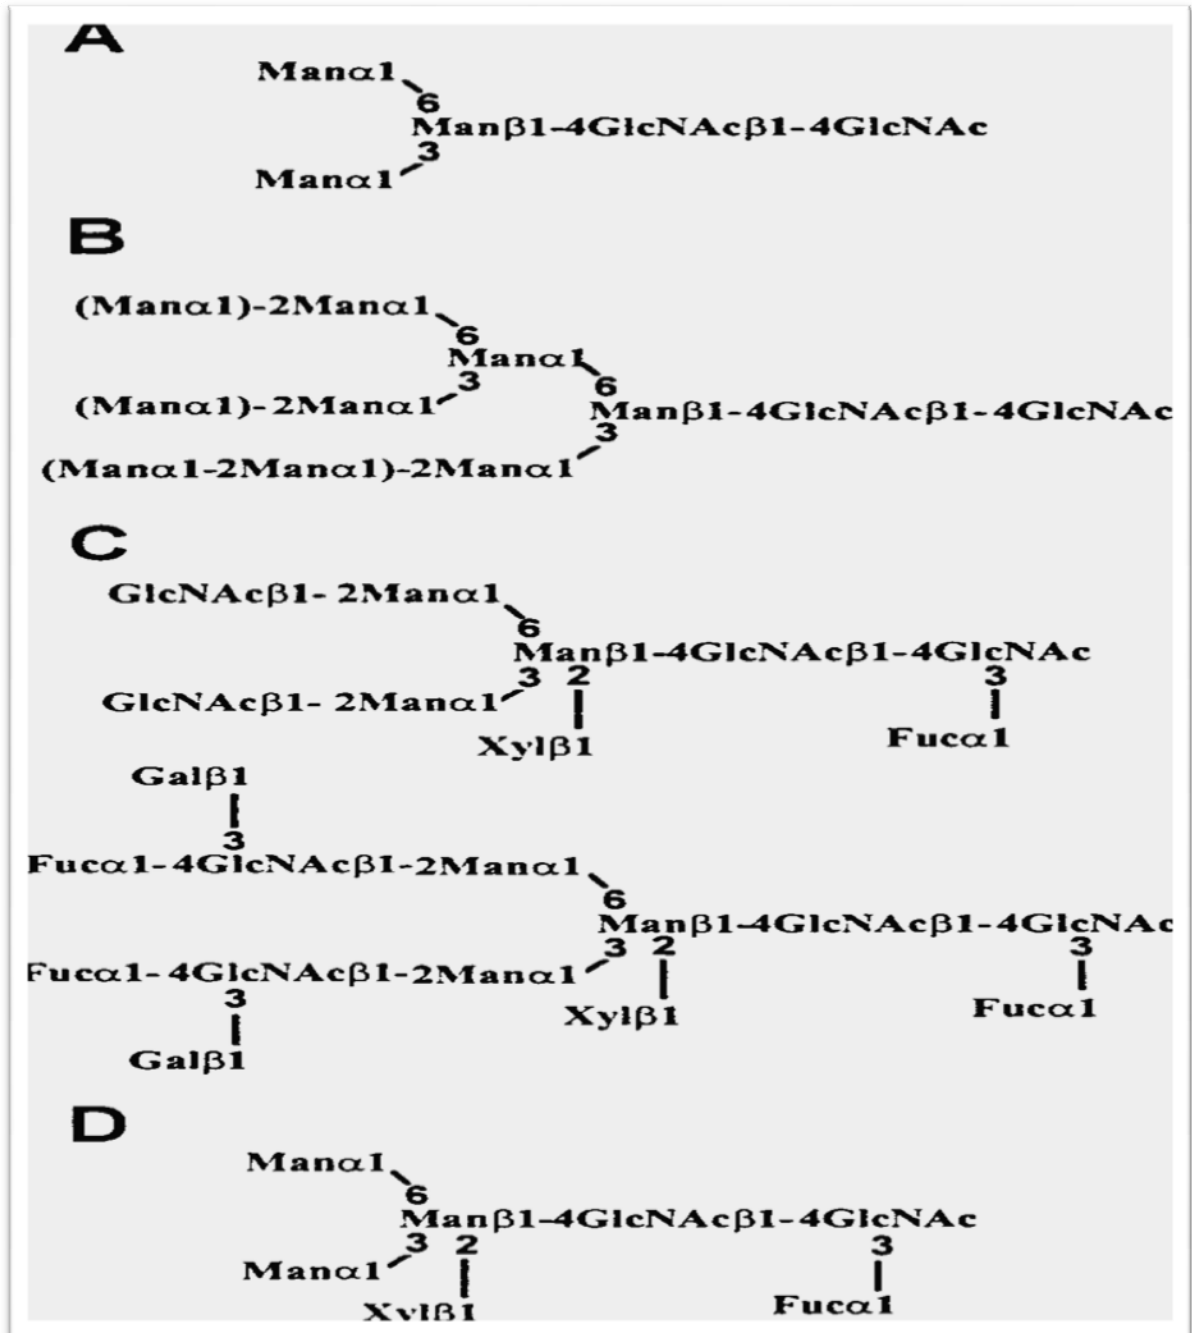 A
Manα1
6
Manβ1-4GlcNAcβ1-4GlcNAc
3
Manα1
B
(Manα1)-2Manα1
6
Manα1
3
6
(Manα1)-2Manα1
Manβ1-4GlcNAcβ1-4GlcNAc
3
(Manα1-2Manα1)-2Manα1
C
GlcNAcβ1-2Manα1
6
Manβ1-4GlcNAcβ1-4GlcNAc
3 2 3
GlcNAcβ1-2Manα1
Xylβ1 Fucα1
Galβ1
3
Fucα1-4GlcNAcβ1-2Manα1
6
Manβ1-4GlcNAcβ1-4GlcNAc
3 2 3
Fucα1-4GlcNAcβ1-2Manα1
3
Xylβ1 Fucα1
Galβ1
D
Manα1
6
Manβ1-4GlcNAcβ1-4GlcNAc
3 2 3
Manα1
Xylβ1 Fucα1